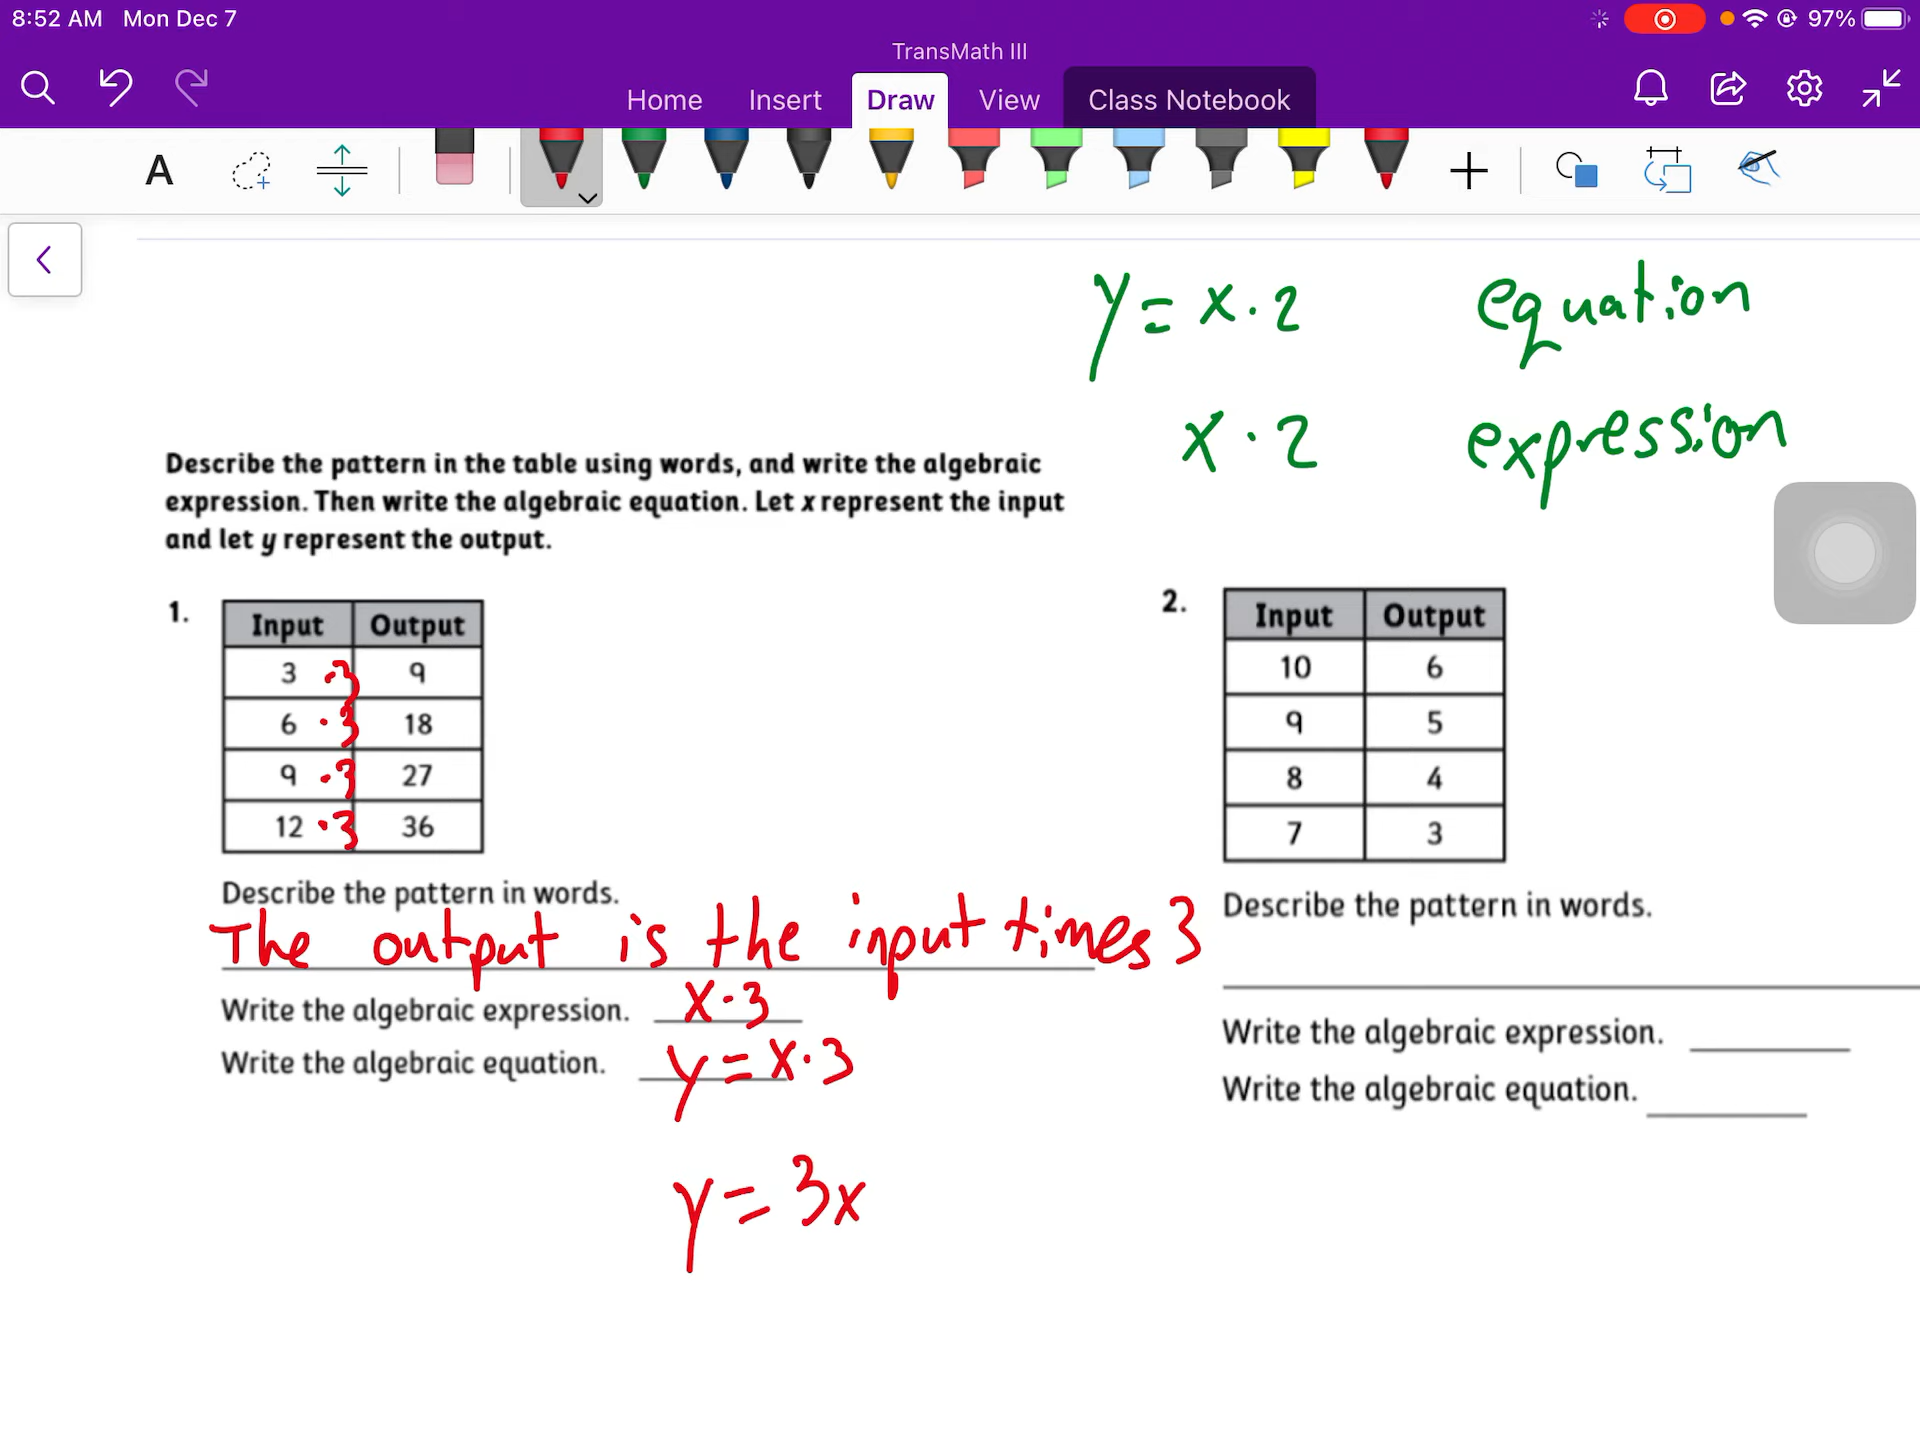 8:52 AM Mon Dec 7
97%
TransMath III
Home Insert Draw View Class Notebook
A
y = x · 2 equation
x · 2 expression
Describe the pattern in the table using words, and write the algebraic
expression. Then write the algebraic equation. Let x represent the input
and let y represent the output.
1.
Input Output
3 ·3 9
6 ·3 18
9 ·3 27
12 ·3 36
Describe the pattern in words.
The output is the input times 3
Write the algebraic expression. x · 3
Write the algebraic equation. y = x · 3
y = 3x
2.
Input Output
10 6
9 5
8 4
7 3
Describe the pattern in words.
Write the algebraic expression.
Write the algebraic equation.